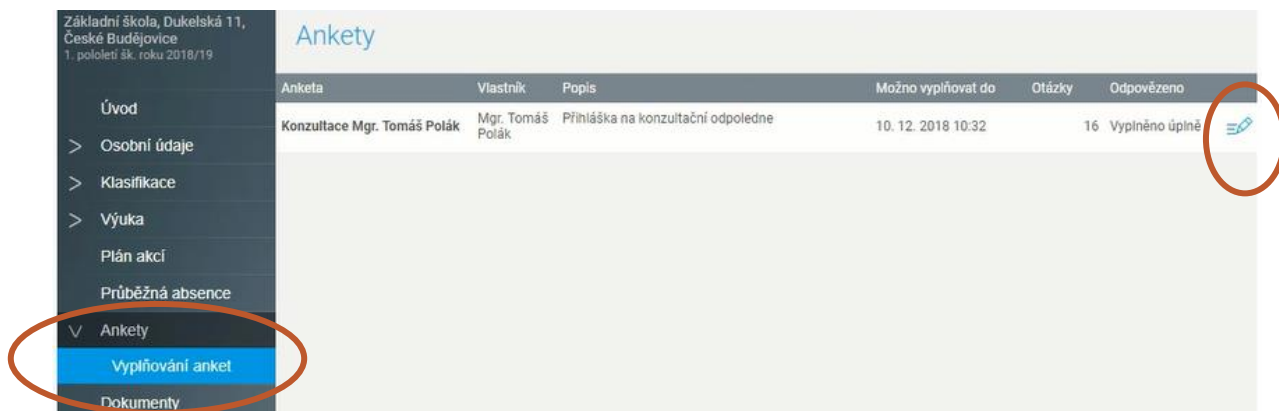 Základní škola, Dukelská 11,
České Budějovice
1. pololetí šk. roku 2018/19
Úvod
> Osobní údaje
> Klasifikace
> Výuka
Plán akcí
Průběžná absence
Ankety
Vyplňování anket
Dokumenty
Ankety
Anketa Vlastník Popis Možno vyplňovat do Otázky Odpovězeno
Konzultace Mgr. Tomáš Polák Mgr. Tomáš Přihláška na konzultační odpoledne 10. 12. 2018 10:32 16 Vyplněno úplně
Polák